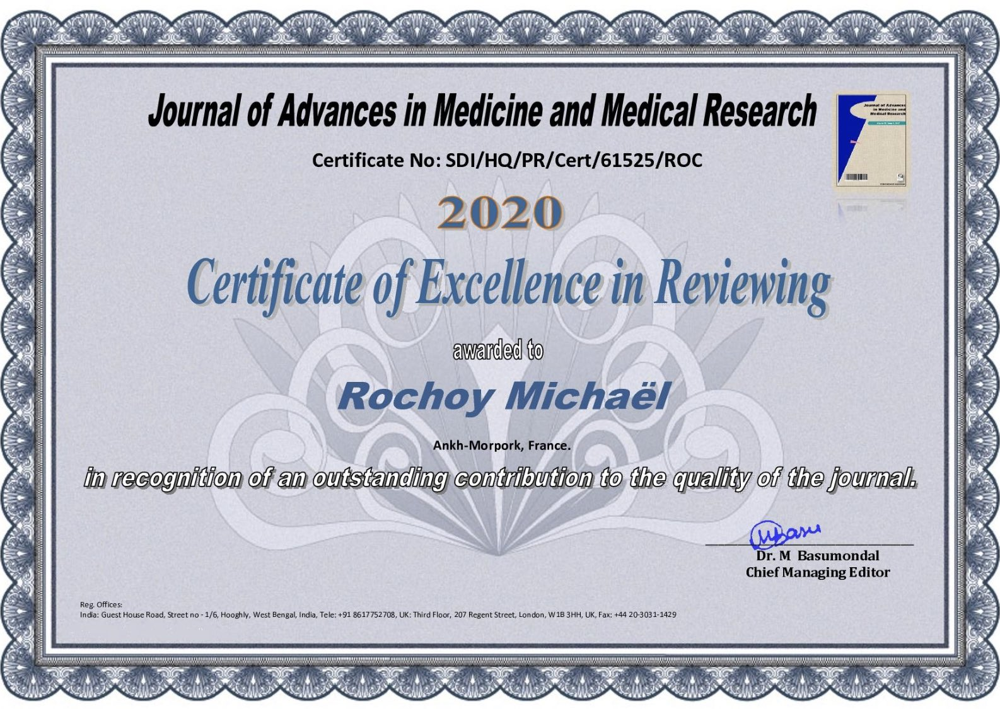 Journal of Advances in Medicine and Medical Research
Journal of Advances
in Medicine and
Medical Research
Certificate No: SDI/HQ/PR/Cert/61525/ROC
2020
Certificate of Excellence in Reviewing
awarded to
Rochoy Michaël
Ankh-Morpork, France.
in recognition of an outstanding contribution to the quality of the journal.
MBasu
Dr. M Basumondal
Chief Managing Editor
Reg. Offices:
India: Guest House Road, Street no - 1/6, Hooghly, West Bengal, India, Tele: +91 8617752708, UK: Third Floor, 207 Regent Street, London, W1B 3HH, UK, Fax: +44 20-3031-1429